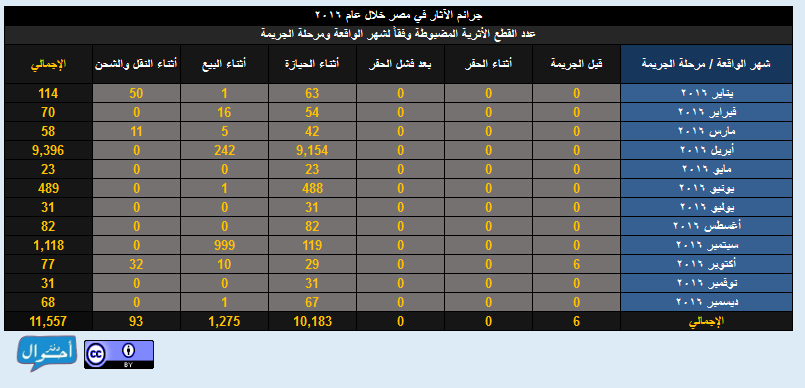 جرائم الآثار في مصر خلال عام ٢٠١٦
عدد القطع الأثرية المضبوطة وفقاً لشهر الواقعة ومرحلة الجريمة
شهر الواقعة / مرحلة الجريمة قبل الجريمة أثناء الحفر بعد فشل الحفر أثناء الحيازة أثناء البيع أثناء النقل والشحن الإجمالي
يناير ٢٠١٦ 0 0 0 63 1 50 114
فبراير ٢٠١٦ 0 0 0 54 16 0 70
مارس ٢٠١٦ 0 0 0 42 5 11 58
أبريل ٢٠١٦ 0 0 0 9,154 242 0 9,396
مايو ٢٠١٦ 0 0 0 23 0 0 23
يونيو ٢٠١٦ 0 0 0 488 1 0 489
يوليو ٢٠١٦ 0 0 0 31 0 0 31
أغسطس ٢٠١٦ 0 0 0 82 0 0 82
سبتمبر ٢٠١٦ 0 0 0 119 999 0 1,118
أكتوبر ٢٠١٦ 6 0 0 29 10 32 77
نوفمبر ٢٠١٦ 0 0 0 31 0 0 31
ديسمبر ٢٠١٦ 0 0 0 67 1 0 68
الإجمالي 6 0 0 10,183 1,275 93 11,557
دفتر أحوال
cc BY